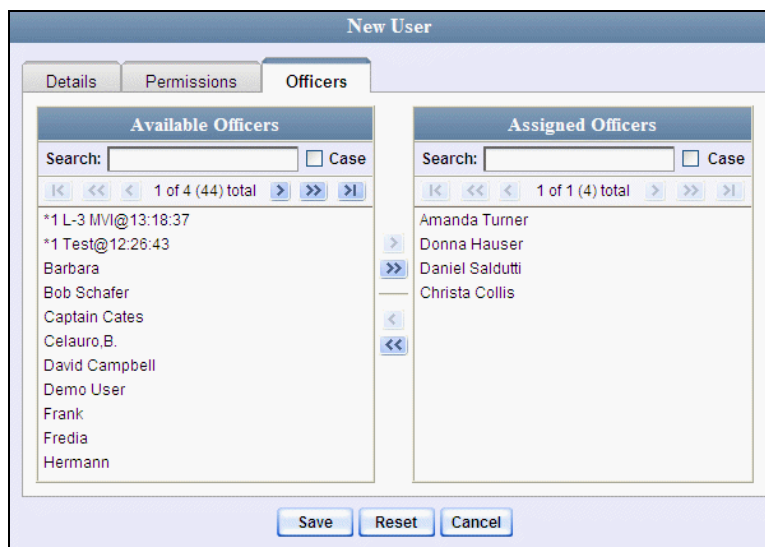 New User
Details Permissions Officers
Available Officers
Search: Case
|< << < 1 of 4 (44) total > >> >|
*1 L-3 MVI@13:18:37
*1 Test@12:26:43
Barbara
Bob Schafer
Captain Cates
Celauro,B.
David Campbell
Demo User
Frank
Fredia
Hermann
>
>>
<
<<
Assigned Officers
Search: Case
|< << < 1 of 1 (4) total > >> >|
Amanda Turner
Donna Hauser
Daniel Saldutti
Christa Collis
Save Reset Cancel